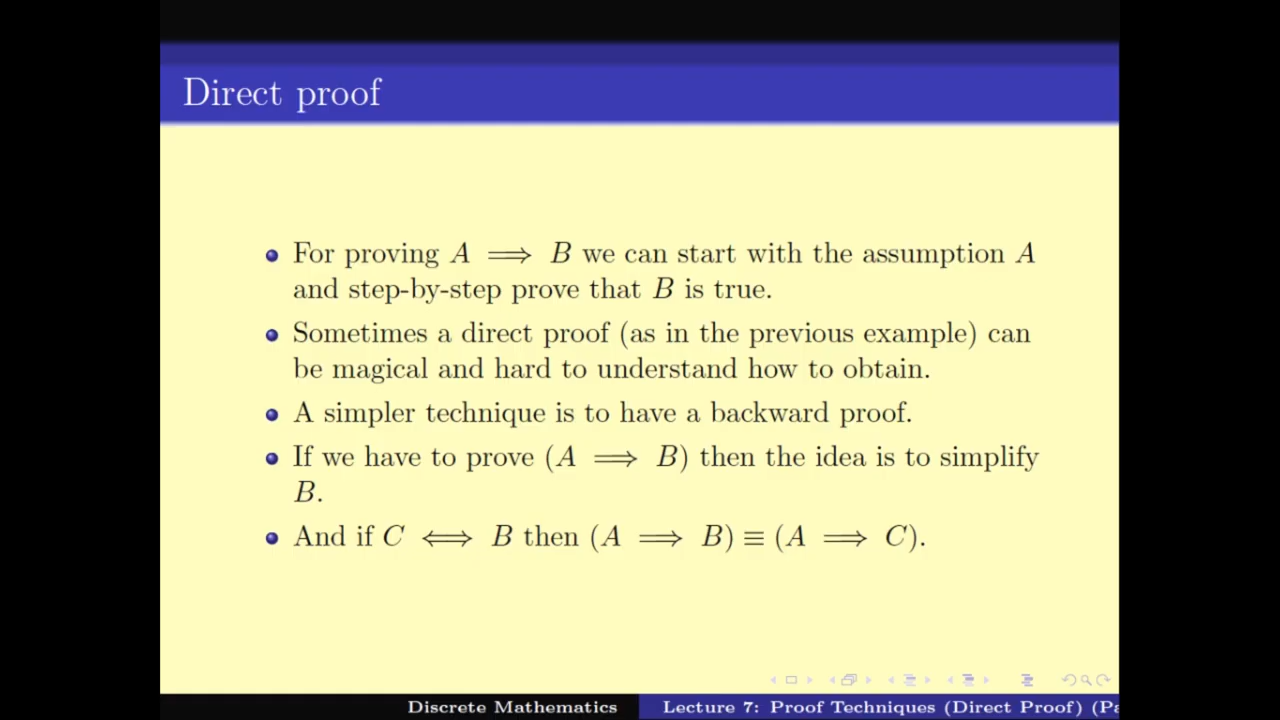 Direct proof
For proving A ⟹ B we can start with the assumption A
and step-by-step prove that B is true.
Sometimes a direct proof (as in the previous example) can
be magical and hard to understand how to obtain.
A simpler technique is to have a backward proof.
If we have to prove (A ⟹ B) then the idea is to simplify
B.
And if C ⟺ B then (A ⟹ B) ≡ (A ⟹ C).
Discrete Mathematics
Lecture 7: Proof Techniques (Direct Proof) (Pa